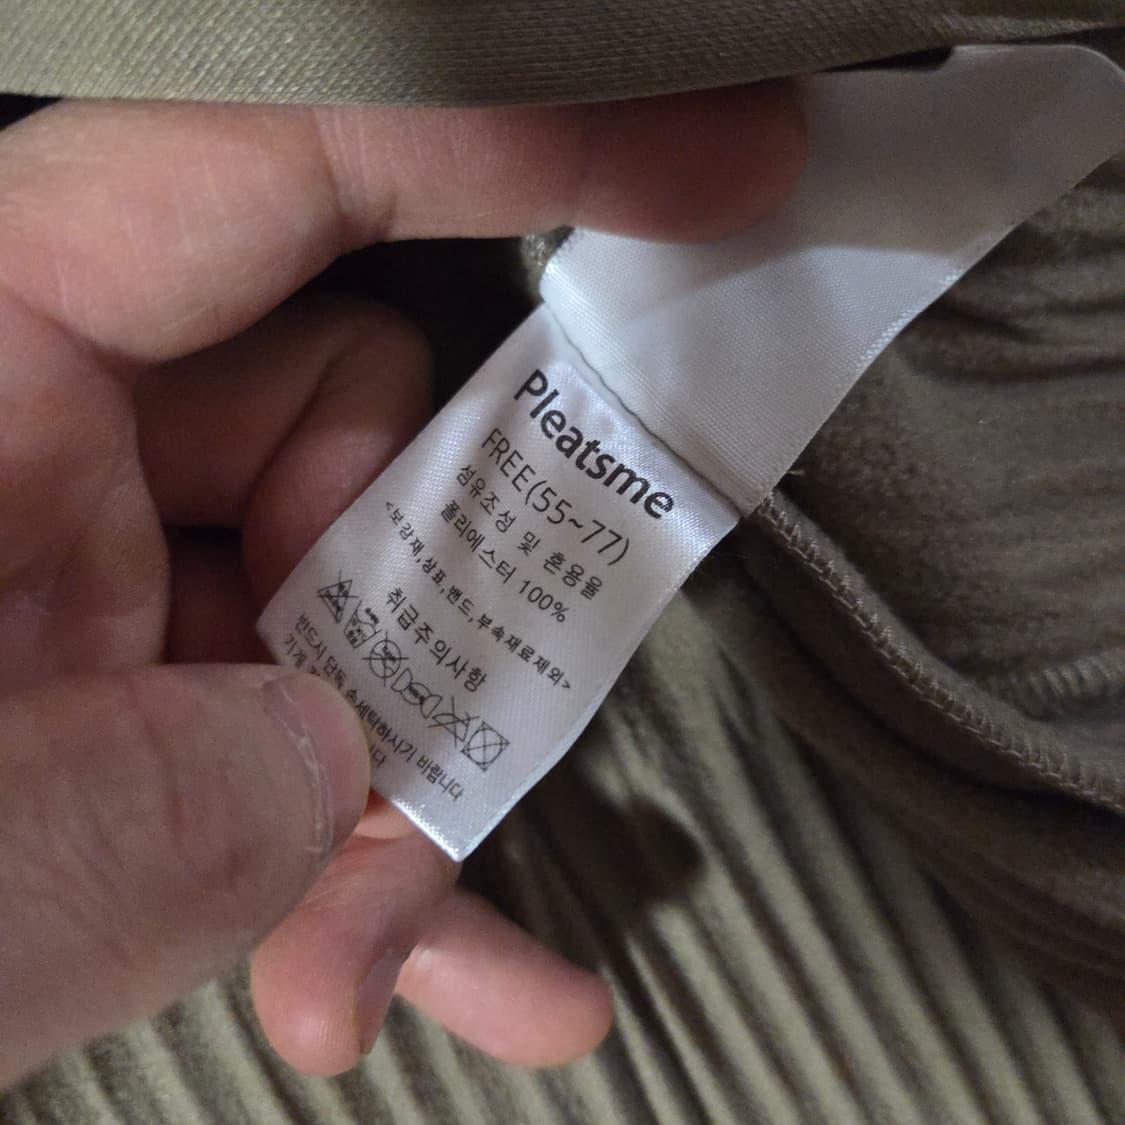 Pleatsme
FREE(55~77)
섬유조성 및 혼용율
폴리에스터 100%
<보강재,상표,밴드,부속재료제외>
취급주의사항
반드시 단독 손세탁하시기 바랍니다
기계